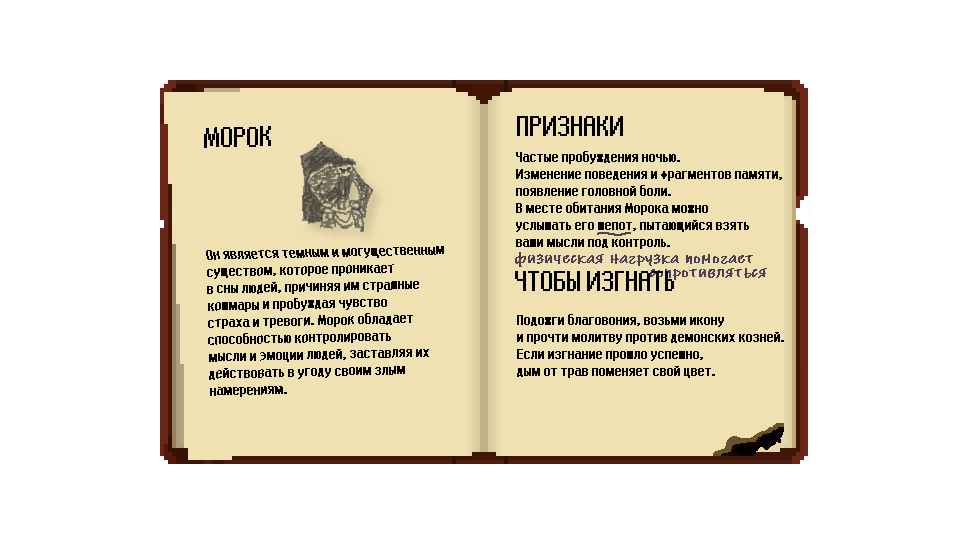 МОРОК
Он является темным и могущественным
существом, которое проникает
в сны людей, причиняя им страшные
кошмары и пробуждая чувство
страха и тревоги. Морок обладает
способностью контролировать
мысли и эмоции людей, заставляя их
действовать в угоду своим злым
намерениям.
ПРИЗНАКИ
Частые пробуждения ночью.
Изменение поведения и фрагментов памяти,
появление головной боли.
В месте обитания Морока можно
услышать его шепот, пытающийся взять
ваши мысли под контроль.
физическая нагрузка помогает
сопротивляться
ЧТОБЫ ИЗГНАТЬ
Подожги благовония, возьми икону
и прочти молитву против демонских козней.
Если изгнание прошло успешно,
дым от трав поменяет свой цвет.